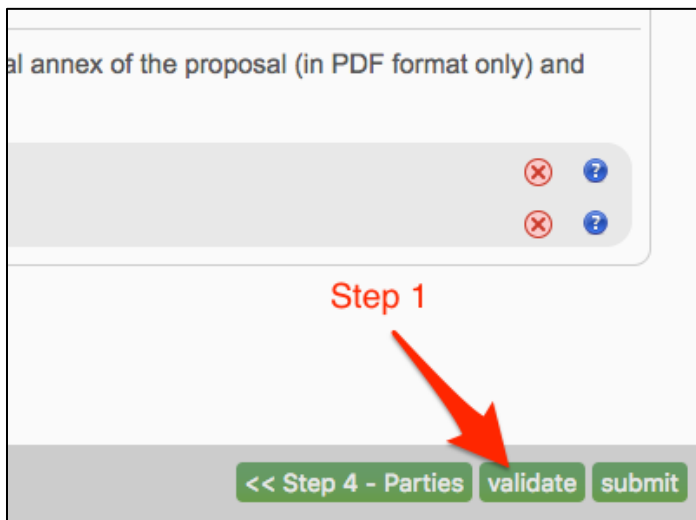 al annex of the proposal (in PDF format only) and
?
?
Step 1
<< Step 4 - Parties validate submit